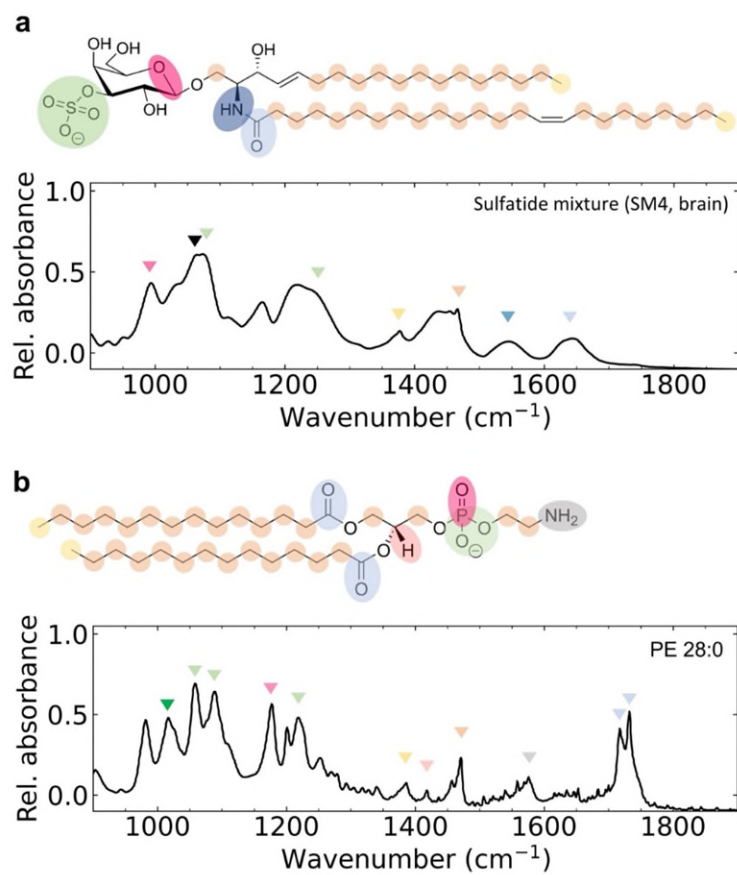 a
OH
OH
O
OH
O
O
O
S
O
O
O
⊖
OH
HN
O
Sulfatide mixture (SM4, brain)
1.0
0.5
0.0
Rel. absorbance
1000 1200 1400 1600 1800
Wavenumber (cm⁻¹)
b
O
O
O
O
P
O
O
⊖
NH₂
O
H
O
PE 28:0
1.0
0.5
0.0
Rel. absorbance
1000 1200 1400 1600 1800
Wavenumber (cm⁻¹)